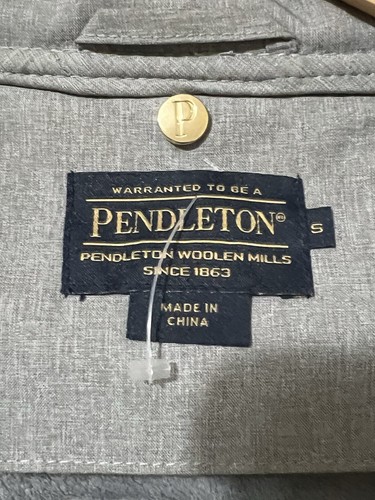 P
WARRANTED TO BE A
PENDLETON®
S
PENDLETON WOOLEN MILLS
SINCE 1863
MADE IN
CHINA